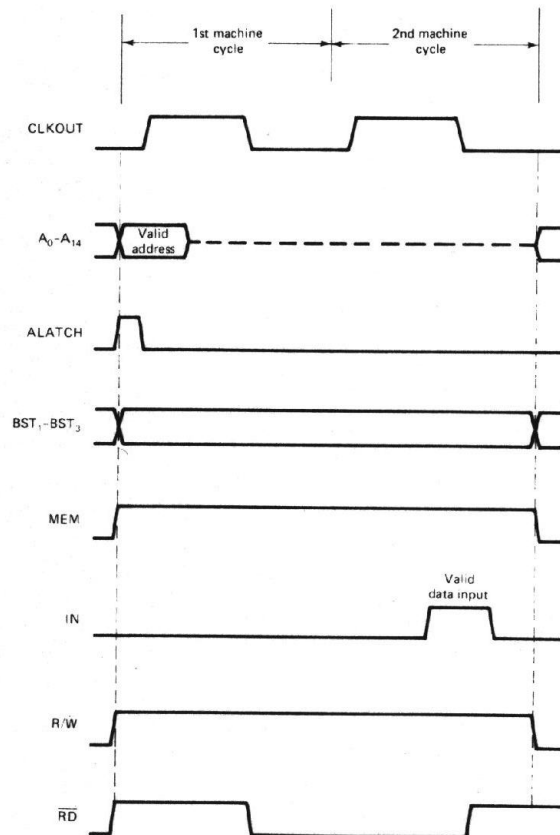 1st machine
cycle
2nd machine
cycle
CLKOUT
A0-A14
Valid
address
ALATCH
BST1-BST3
MEM
Valid
data input
IN
R/W̅
R̅D̅